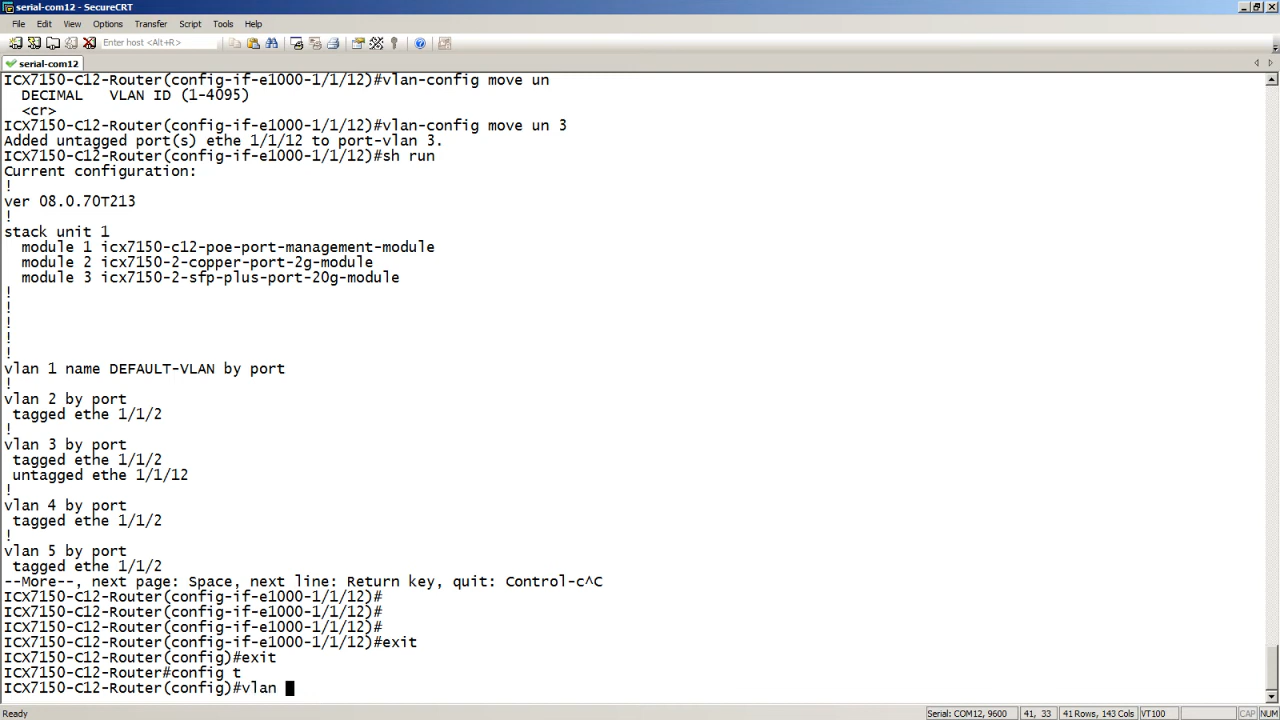 serial-com12 - SecureCRT
File Edit View Options Transfer Script Tools Help
Enter host <Alt+R>
serial-com12
ICX7150-C12-Router(config-if-e1000-1/1/12)#vlan-config move un
  DECIMAL   VLAN ID (1-4095)
  <cr>
ICX7150-C12-Router(config-if-e1000-1/1/12)#vlan-config move un 3
Added untagged port(s) ethe 1/1/12 to port-vlan 3.
ICX7150-C12-Router(config-if-e1000-1/1/12)#sh run
Current configuration:
!
ver 08.0.70T213
!
stack unit 1
  module 1 icx7150-c12-poe-port-management-module
  module 2 icx7150-2-copper-port-2g-module
  module 3 icx7150-2-sfp-plus-port-20g-module
!
!
!
!
!
vlan 1 name DEFAULT-VLAN by port
!
vlan 2 by port
 tagged ethe 1/1/2
!
vlan 3 by port
 tagged ethe 1/1/2
 untagged ethe 1/1/12
!
vlan 4 by port
 tagged ethe 1/1/2
!
vlan 5 by port
 tagged ethe 1/1/2
--More--, next page: Space, next line: Return key, quit: Control-c^C
ICX7150-C12-Router(config-if-e1000-1/1/12)#
ICX7150-C12-Router(config-if-e1000-1/1/12)#
ICX7150-C12-Router(config-if-e1000-1/1/12)#
ICX7150-C12-Router(config-if-e1000-1/1/12)#exit
ICX7150-C12-Router(config)#exit
ICX7150-C12-Router#config t
ICX7150-C12-Router(config)#vlan
Ready Serial: COM12, 9600 41, 33 41 Rows, 143 Cols VT100 CAP NUM